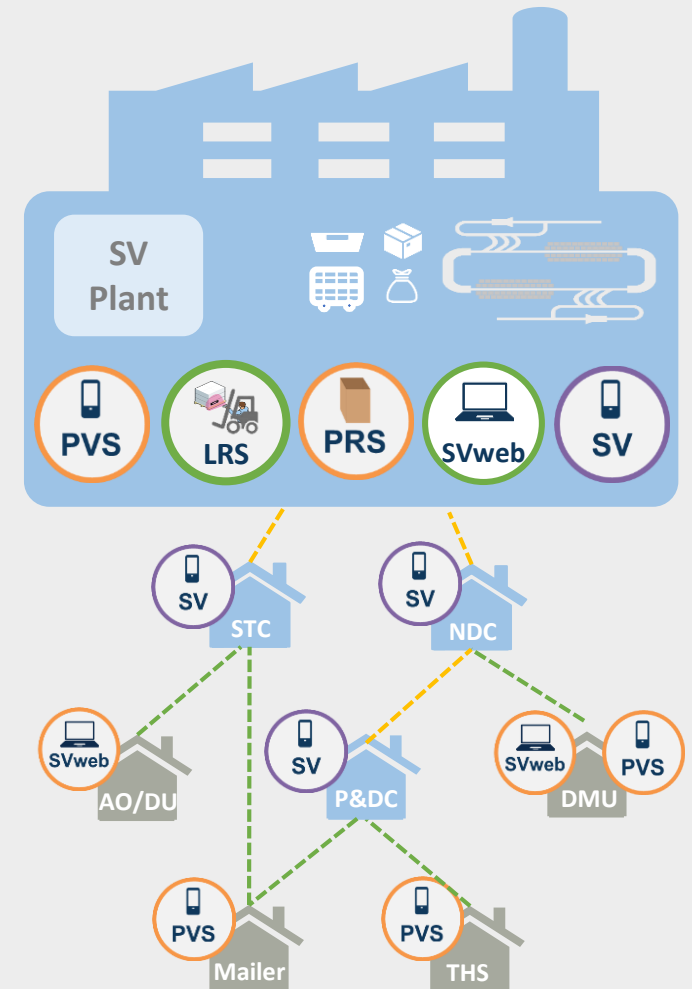 SV
Plant
PVS
LRS
PRS
SVweb
SV
SV
STC
SV
NDC
SVweb
AO/DU
SV
P&DC
SVweb
PVS
DMU
PVS
Mailer
PVS
THS